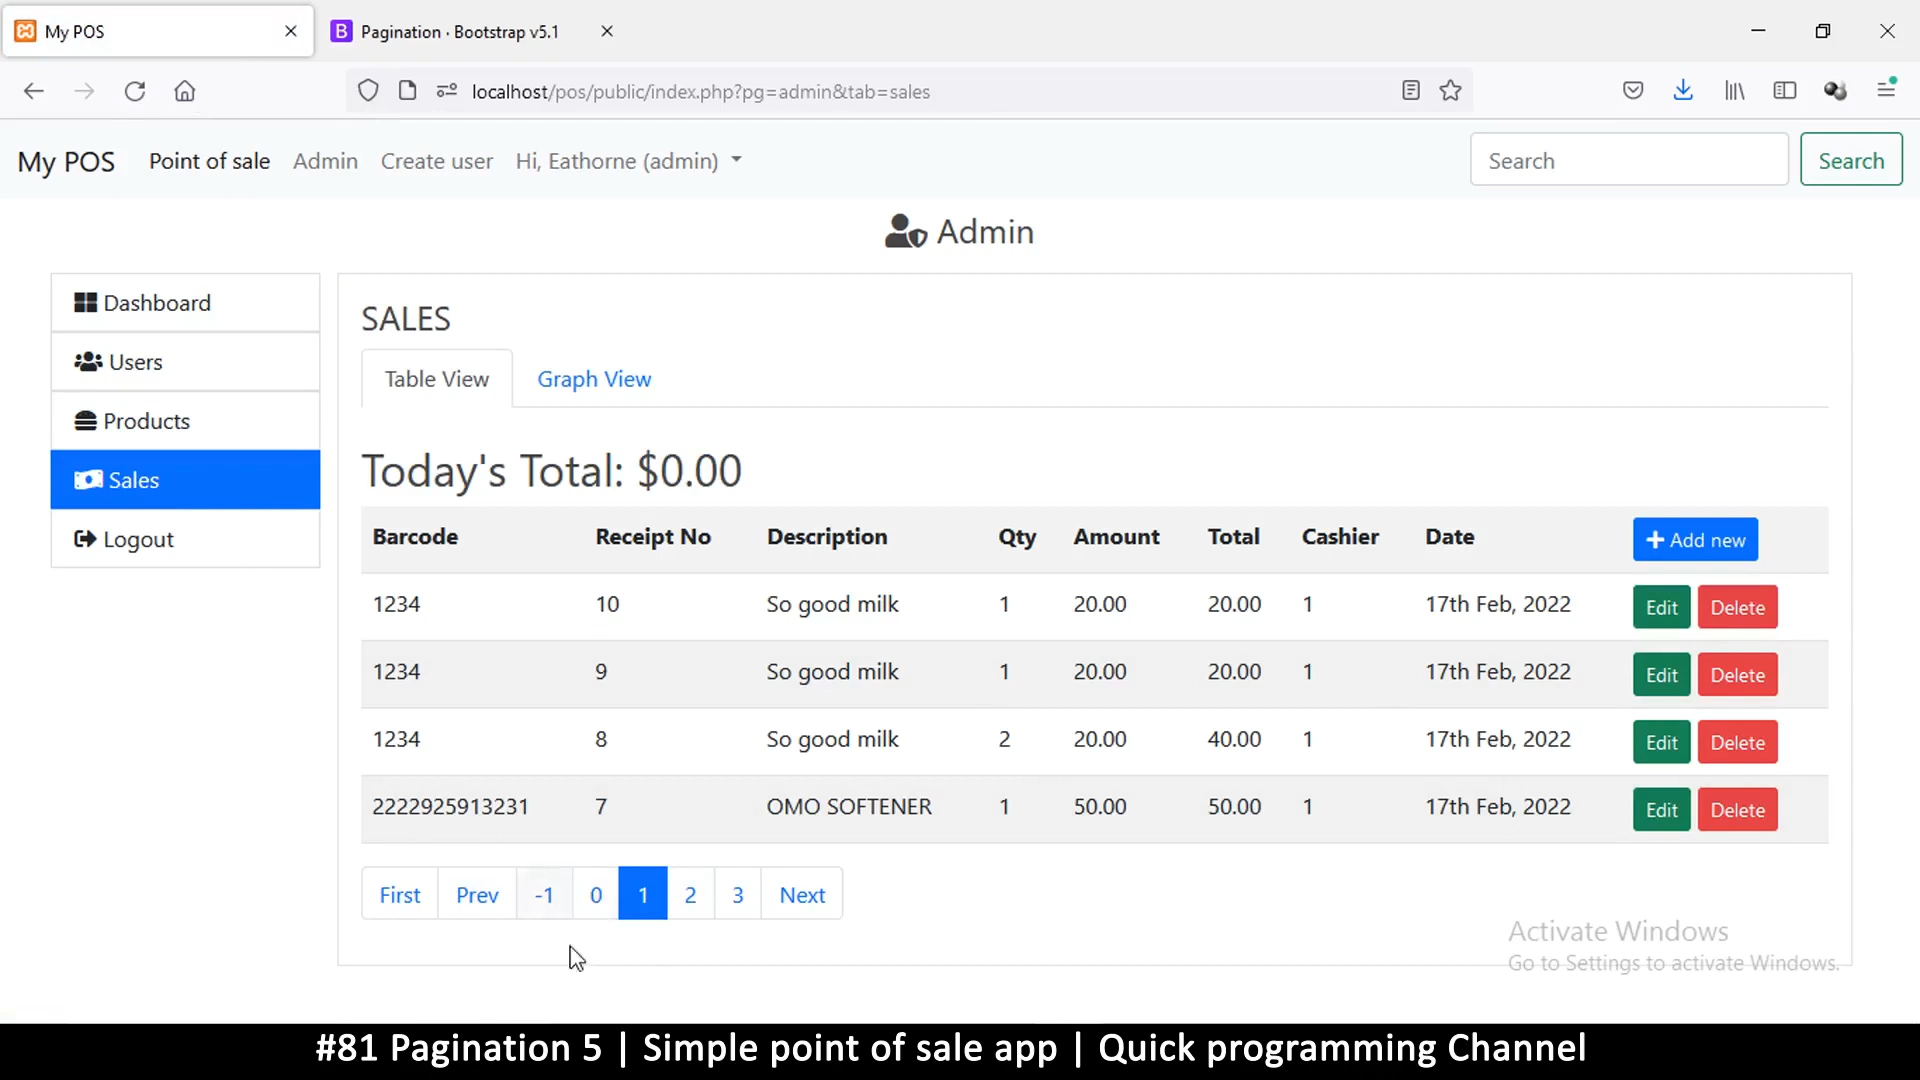 My POS
Pagination · Bootstrap v5.1
localhost/pos/public/index.php?pg=admin&tab=sales
My POS Point of sale Admin Create user Hi, Eathorne (admin) Search Search
Admin
Dashboard
Users
Products
Sales
Logout
SALES
Table View Graph View
Today's Total: $0.00
Barcode Receipt No Description Qty Amount Total Cashier Date + Add new
1234 10 So good milk 1 20.00 20.00 1 17th Feb, 2022 Edit Delete
1234 9 So good milk 1 20.00 20.00 1 17th Feb, 2022 Edit Delete
1234 8 So good milk 2 20.00 40.00 1 17th Feb, 2022 Edit Delete
2222925913231 7 OMO SOFTENER 1 50.00 50.00 1 17th Feb, 2022 Edit Delete
First Prev -1 0 1 2 3 Next
Activate Windows
Go to Settings to activate Windows.
#81 Pagination 5 | Simple point of sale app | Quick programming Channel